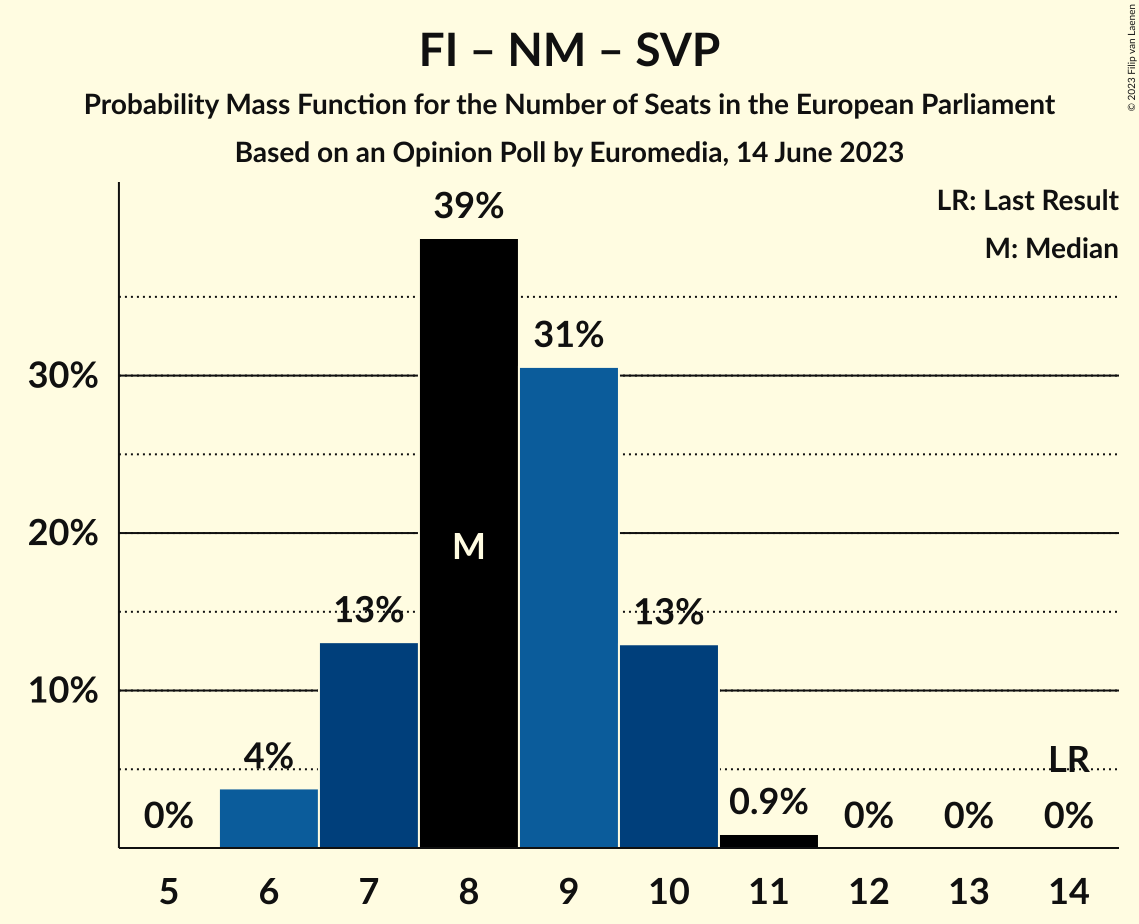 FI – NM – SVP
Probability Mass Function for the Number of Seats in the European Parliament
Based on an Opinion Poll by Euromedia, 14 June 2023
© 2023 Filip van Laenen
LR: Last Result
M: Median
39%
31%
30%
20%
M
13%
13%
10%
4%
LR
0.9%
0%
0%
0%
0%
5 6 7 8 9 10 11 12 13 14